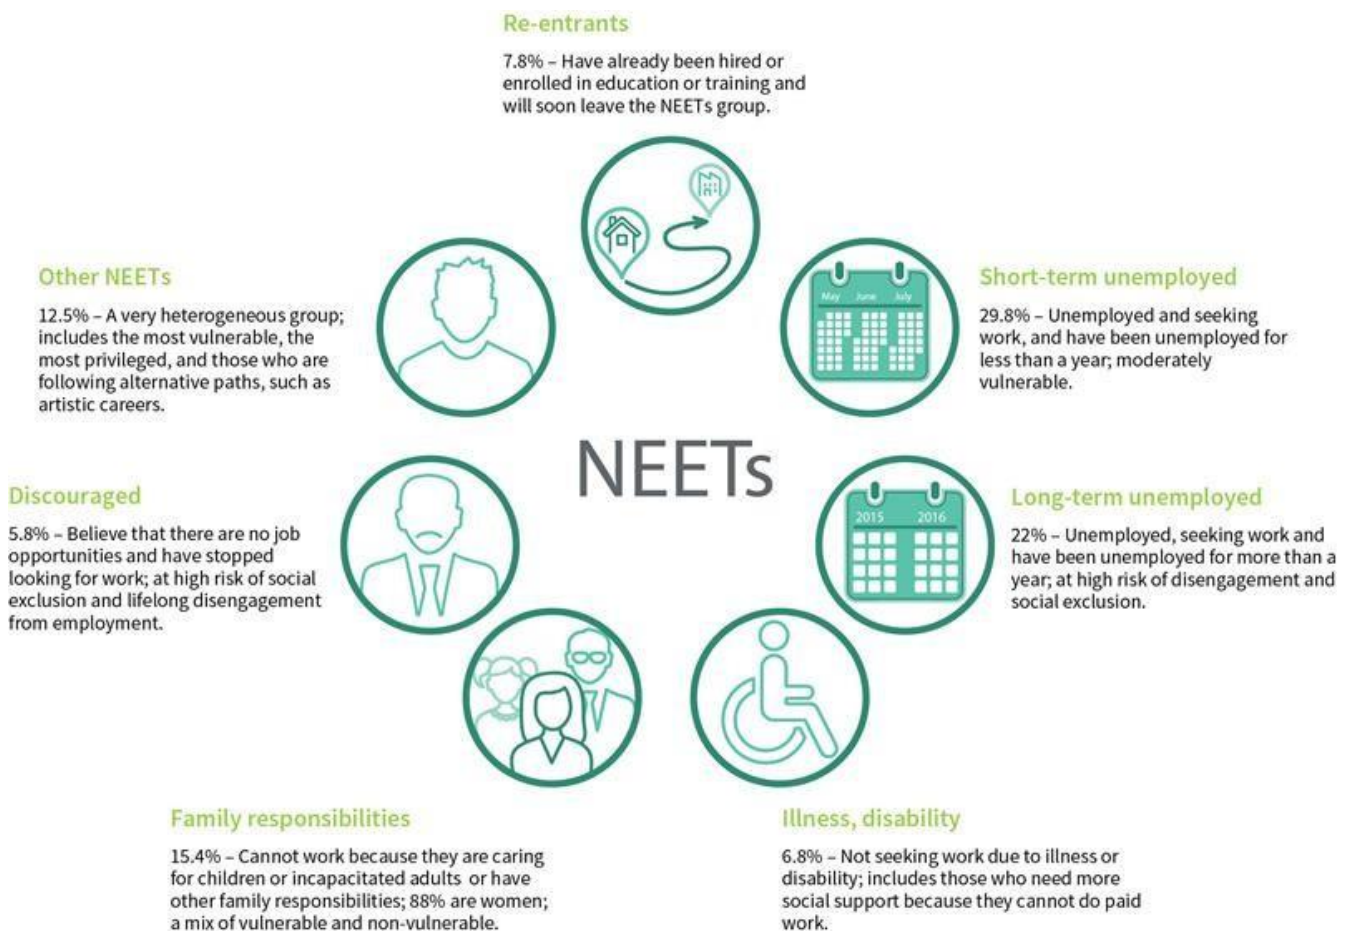 Re-entrants
7.8% – Have already been hired or
enrolled in education or training and
will soon leave the NEETs group.
Other NEETs
12.5% – A very heterogeneous group;
includes the most vulnerable, the
most privileged, and those who are
following alternative paths, such as
artistic careers.
May June July
Short-term unemployed
29.8% – Unemployed and seeking
work, and have been unemployed for
less than a year; moderately
vulnerable.
NEETs
Discouraged
5.8% – Believe that there are no job
opportunities and have stopped
looking for work; at high risk of social
exclusion and lifelong disengagement
from employment.
2015 2016
Long-term unemployed
22% – Unemployed, seeking work and
have been unemployed for more than a
year; at high risk of disengagement and
social exclusion.
Family responsibilities
15.4% – Cannot work because they are caring
for children or incapacitated adults or have
other family responsibilities; 88% are women;
a mix of vulnerable and non-vulnerable.
Illness, disability
6.8% – Not seeking work due to illness or
disability; includes those who need more
social support because they cannot do paid
work.